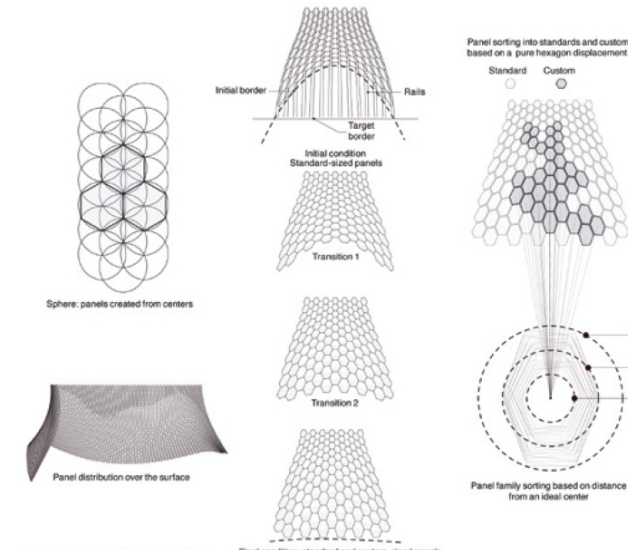 Initial border
Rails
Target
border
Initial condition
Standard-sized panels
Sphere: panels created from centers
Transition 1
Transition 2
Panel distribution over the surface
Panel sorting into standards and custom
based on a pure hexagon displacement
Standard Custom
Panel family sorting based on distance
from an ideal center